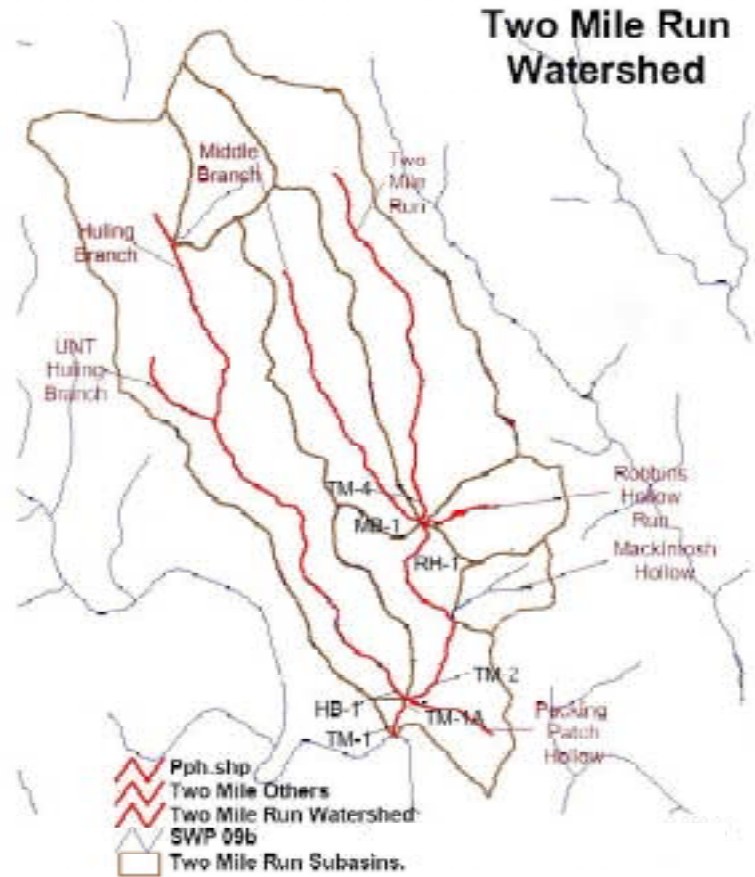 Two Mile Run
Watershed
Middle
Branch
Two
Mile
Run
Huling
Branch
UNT
Huling
Branch
TM-4
MB-1
Robbins
Hollow
Run
RH-1
MackIntosh
Hollow
TM-2
HB-1
TM-1A
Packing
Patch
Hollow
TM-1
Pph.shp
Two Mile Others
Two Mile Run Watershed
SWP 09b
Two Mile Run Subasins.